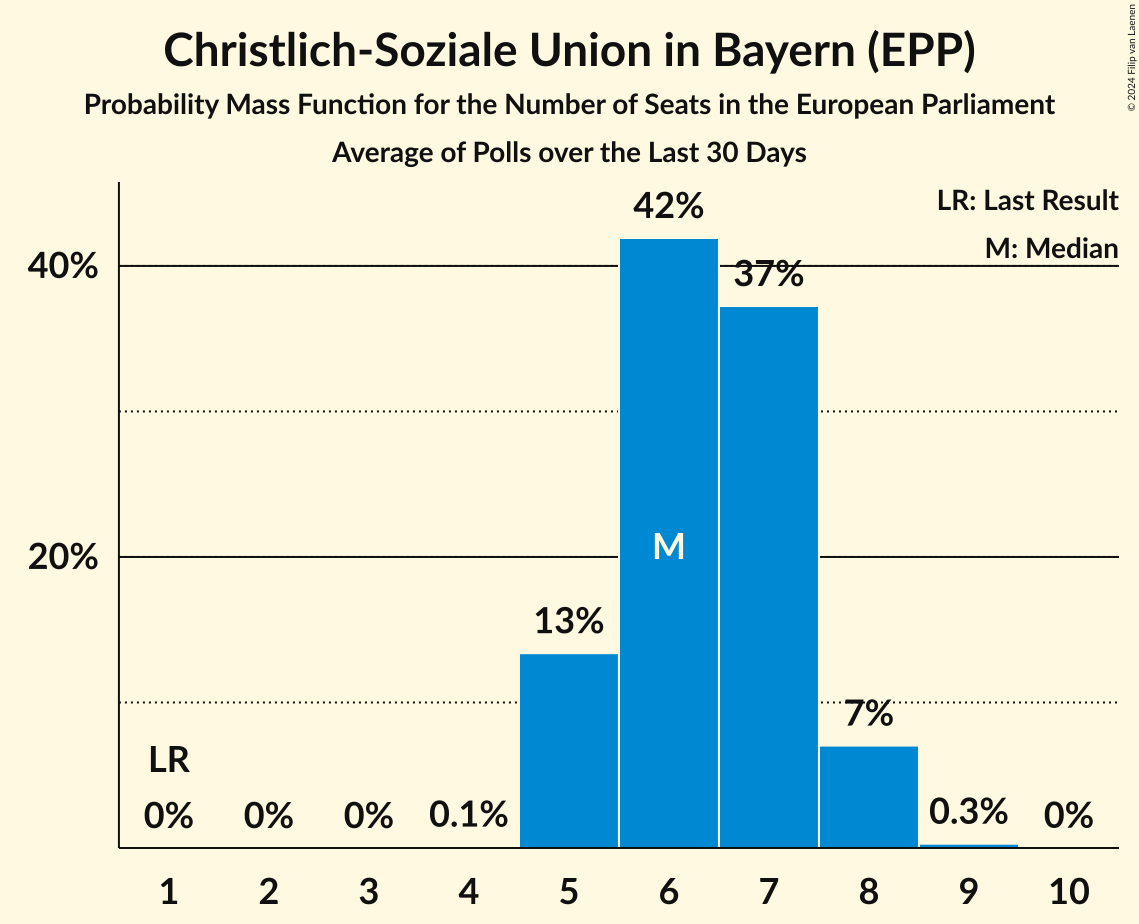 Christlich-Soziale Union in Bayern (EPP)
Probability Mass Function for the Number of Seats in the European Parliament
Average of Polls over the Last 30 Days
© 2024 Filip van Laenen
LR: Last Result
M: Median
42%
40%
37%
M
20%
13%
7%
LR
0%
0%
0%
0.1%
0.3%
0%
1 2 3 4 5 6 7 8 9 10